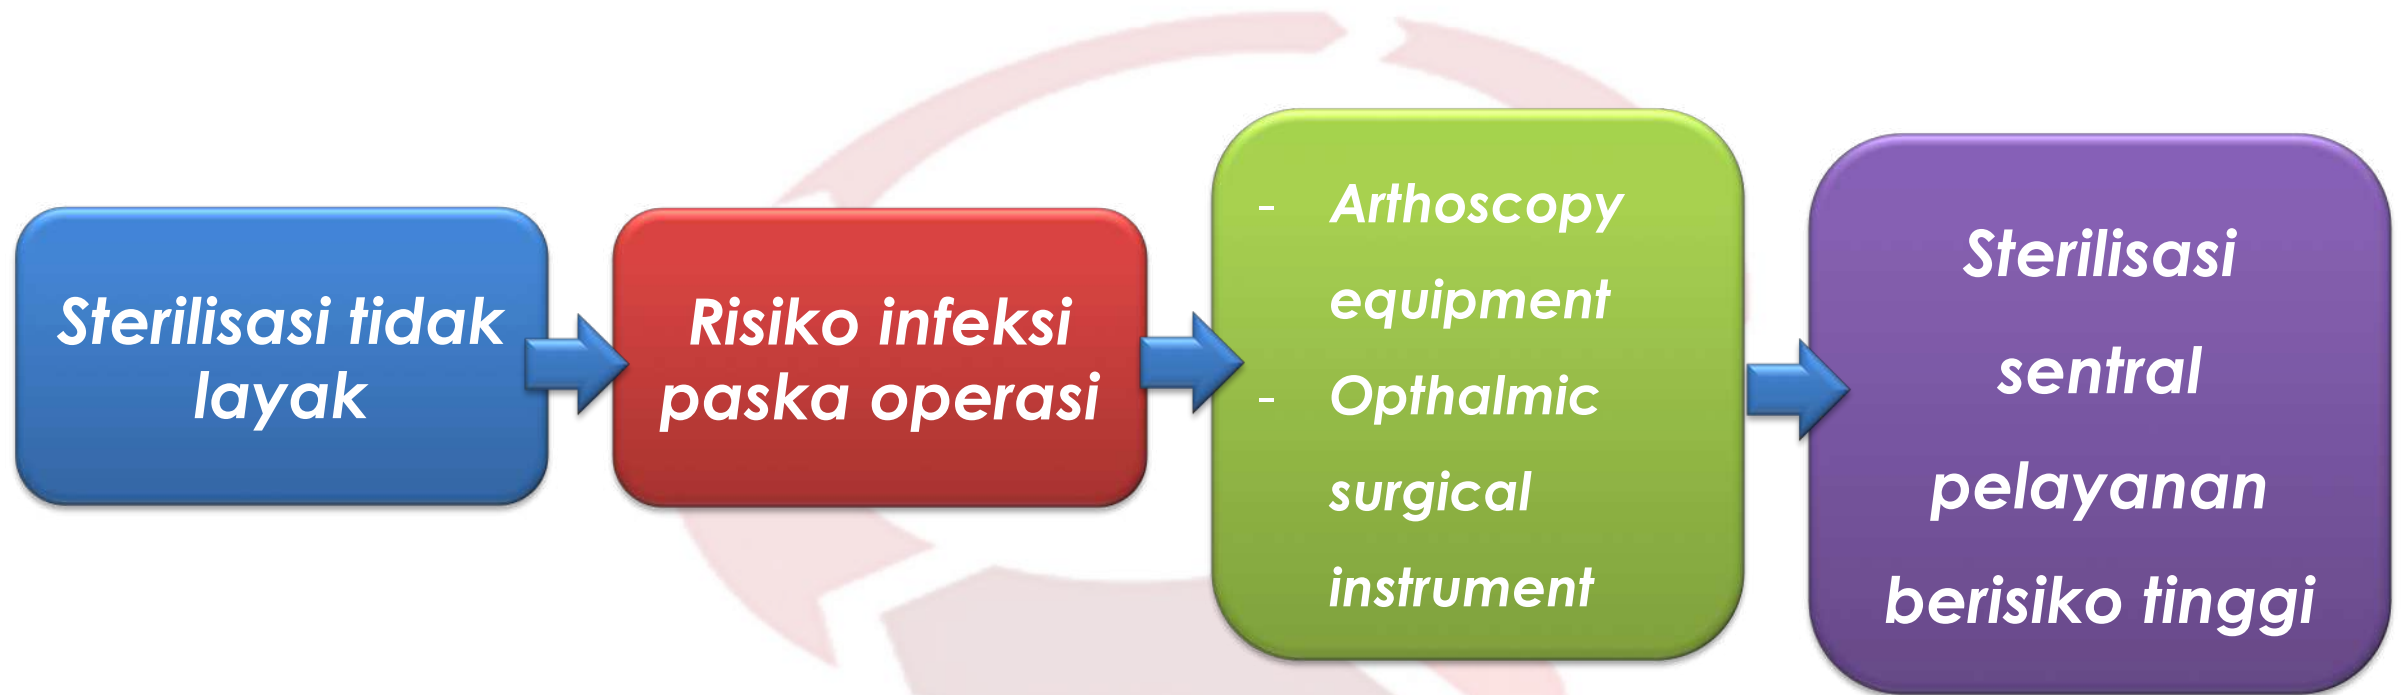 Sterilisasi tidak
layak
Risiko infeksi
paska operasi
- Arthoscopy
equipment
- Opthalmic
surgical
instrument
Sterilisasi
sentral
pelayanan
berisiko tinggi